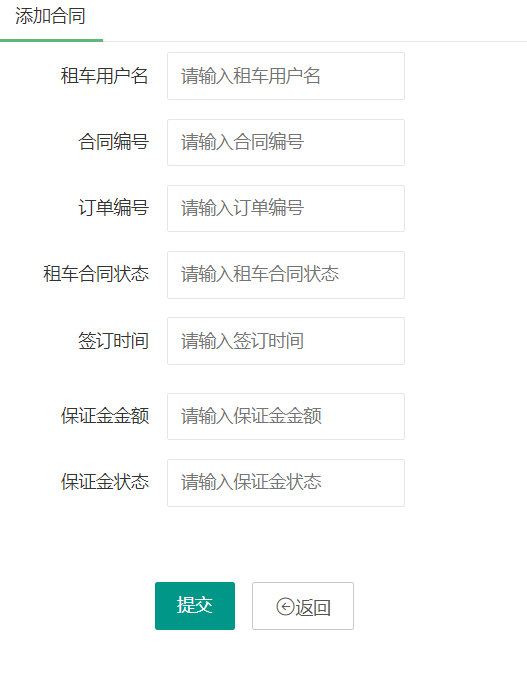 添加合同
租车用户名 请输入租车用户名
合同编号 请输入合同编号
订单编号 请输入订单编号
租车合同状态 请输入租车合同状态
签订时间 请输入签订时间
保证金金额 请输入保证金金额
保证金状态 请输入保证金状态
提交 返回